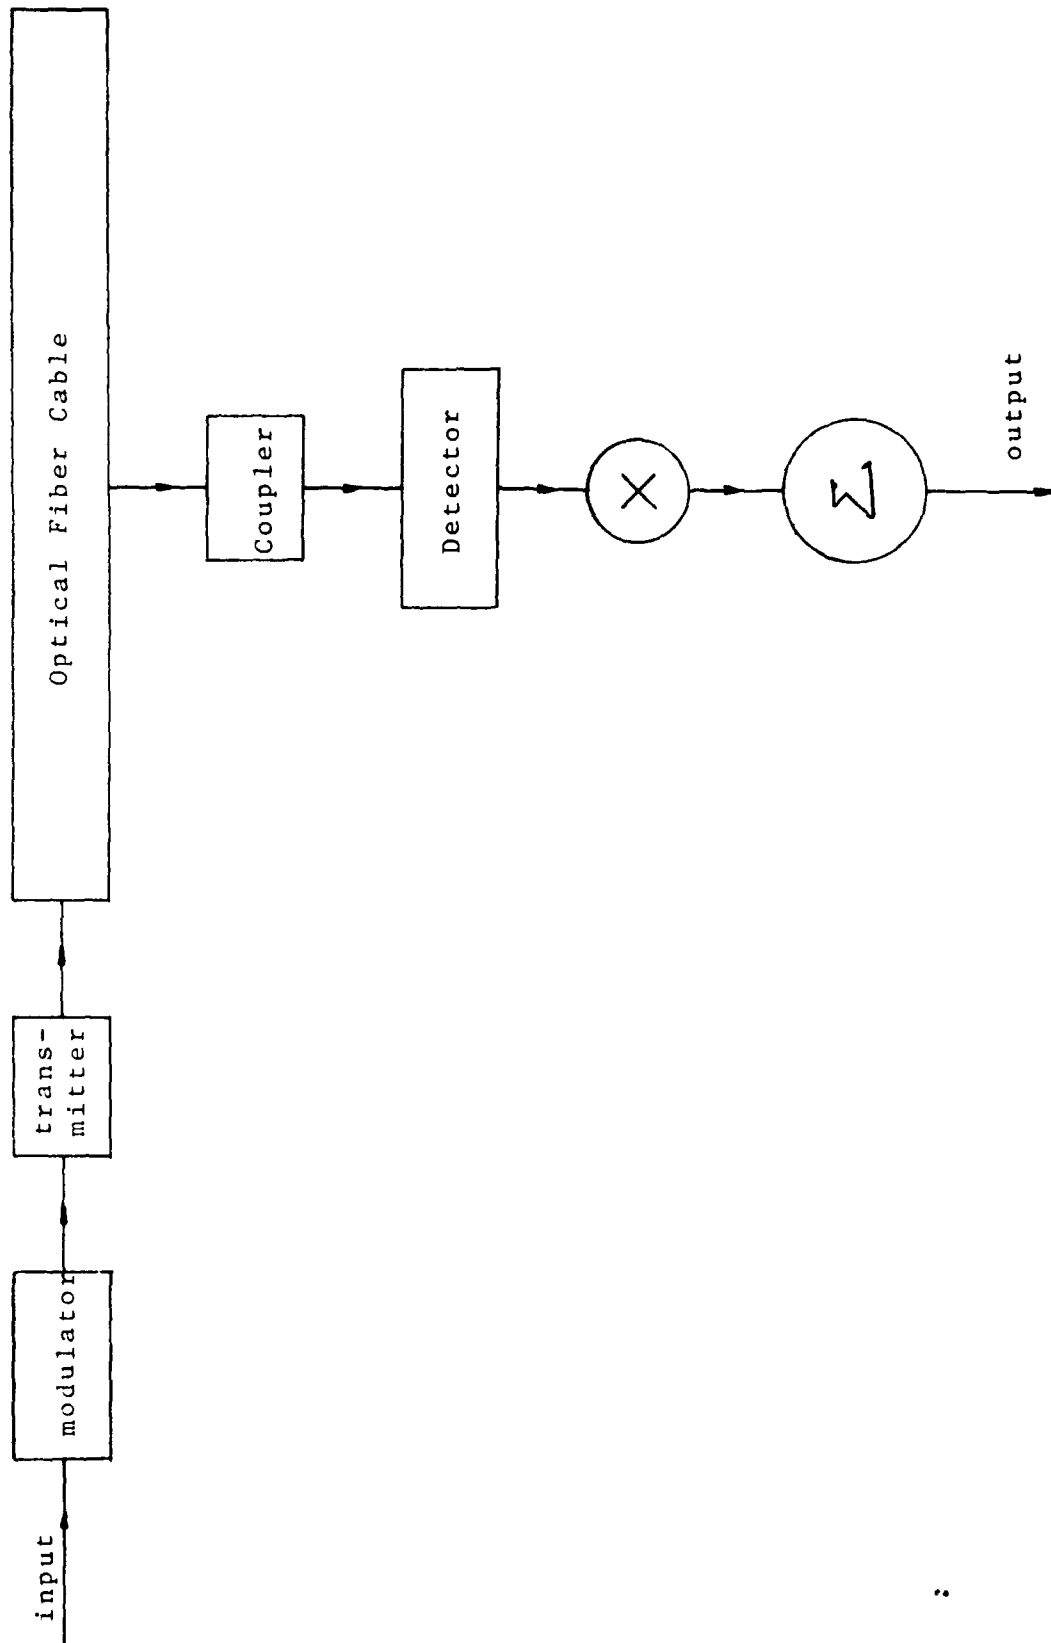 input
modulator
trans-
mitter
Optical Fiber Cable
Coupler
Detector
X
Σ
output